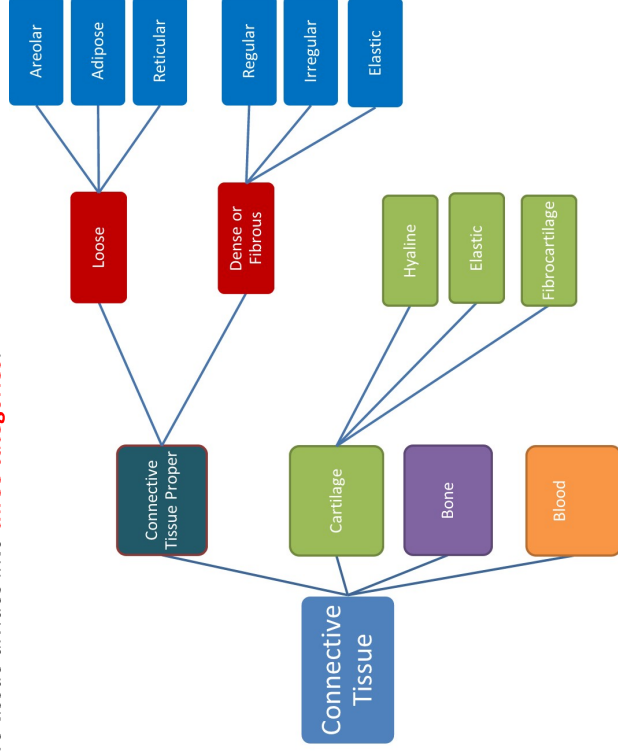 Connective
Tissue
Connective
Tissue Proper
Loose
Areolar
Adipose
Reticular
Dense or
Fibrous
Regular
Irregular
Elastic
Cartilage
Hyaline
Elastic
Fibrocartilage
Bone
Blood